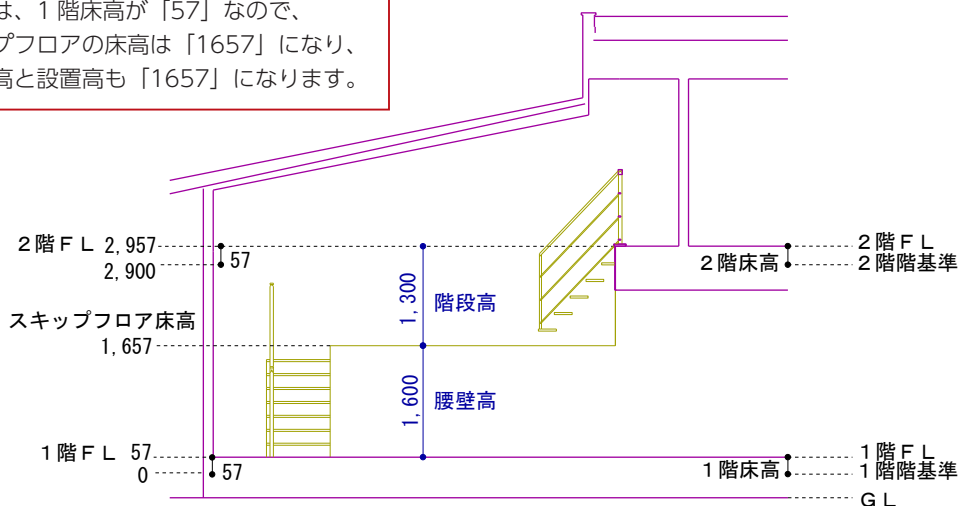 は、1階床高が「57」なので、
プフロアの床高は「1657」になり、
高と設置高も「1657」になります。
2階ＦＬ 2,957
2,900
57
スキップフロア床高
1,657
1,300
階段高
1,600
腰壁高
1階ＦＬ 57
0
57
2階床高
2階ＦＬ
2階階基準
1階床高
1階ＦＬ
1階階基準
ＧＬ